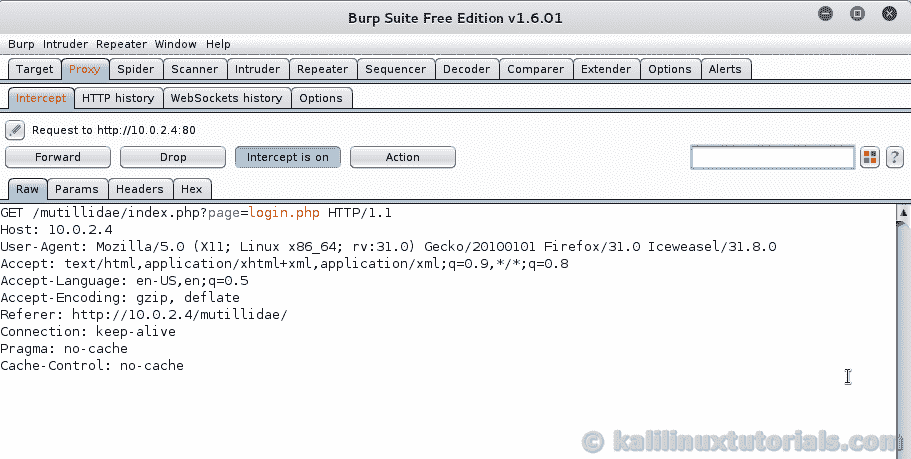 Burp Suite Free Edition v1.6.01
Burp Intruder Repeater Window Help
Target Proxy Spider Scanner Intruder Repeater Sequencer Decoder Comparer Extender Options Alerts
Intercept HTTP history WebSockets history Options
Request to http://10.0.2.4:80
Forward Drop Intercept is on Action ?
Raw Params Headers Hex
GET /mutillidae/index.php?page=login.php HTTP/1.1
Host: 10.0.2.4
User-Agent: Mozilla/5.0 (X11; Linux x86_64; rv:31.0) Gecko/20100101 Firefox/31.0 Iceweasel/31.8.0
Accept: text/html,application/xhtml+xml,application/xml;q=0.9,*/*;q=0.8
Accept-Language: en-US,en;q=0.5
Accept-Encoding: gzip, deflate
Referer: http://10.0.2.4/mutillidae/
Connection: keep-alive
Pragma: no-cache
Cache-Control: no-cache
© kalilinuxtutorials.com